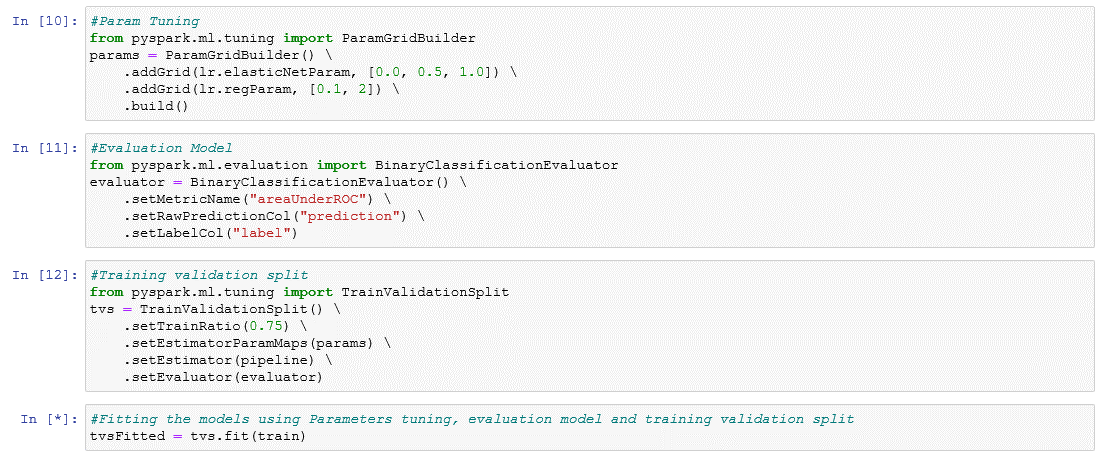 In [10]: #Param Tuning
from pyspark.ml.tuning import ParamGridBuilder
params = ParamGridBuilder() \
    .addGrid(lr.elasticNetParam, [0.0, 0.5, 1.0]) \
    .addGrid(lr.regParam, [0.1, 2]) \
    .build()
In [11]: #Evaluation Model
from pyspark.ml.evaluation import BinaryClassificationEvaluator
evaluator = BinaryClassificationEvaluator() \
    .setMetricName("areaUnderROC") \
    .setRawPredictionCol("prediction") \
    .setLabelCol("label")
In [12]: #Training validation split
from pyspark.ml.tuning import TrainValidationSplit
tvs = TrainValidationSplit() \
    .setTrainRatio(0.75) \
    .setEstimatorParamMaps(params) \
    .setEstimator(pipeline) \
    .setEvaluator(evaluator)
In [*]: #Fitting the models using Parameters tuning, evaluation model and training validation split
tvsFitted = tvs.fit(train)